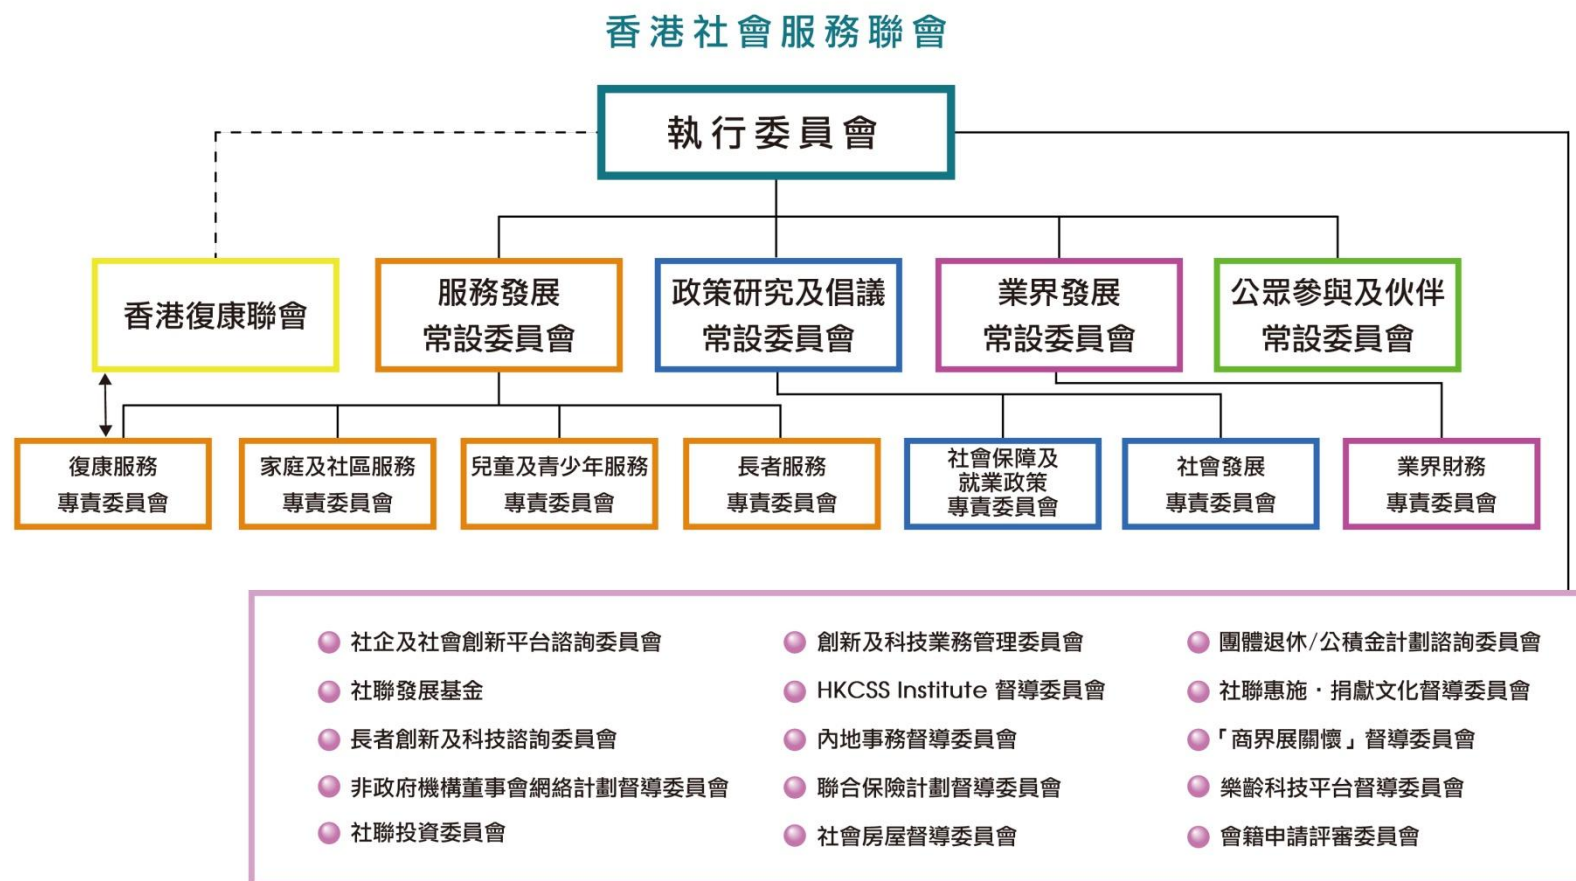 香港社會服務聯會
執行委員會
香港復康聯會
服務發展
常設委員會
政策研究及倡議
常設委員會
業界發展
常設委員會
公眾參與及伙伴
常設委員會
復康服務
專責委員會
家庭及社區服務
專責委員會
兒童及青少年服務
專責委員會
長者服務
專責委員會
社會保障及
就業政策
專責委員會
社會發展
專責委員會
業界財務
專責委員會
社企及社會創新平台諮詢委員會
社聯發展基金
長者創新及科技諮詢委員會
非政府機構董事會網絡計劃督導委員會
社聯投資委員會
創新及科技業務管理委員會
HKCSS Institute 督導委員會
內地事務督導委員會
聯合保險計劃督導委員會
社會房屋督導委員會
團體退休/公積金計劃諮詢委員會
社聯惠施·捐獻文化督導委員會
「商界展關懷」督導委員會
樂齡科技平台督導委員會
會籍申請評審委員會